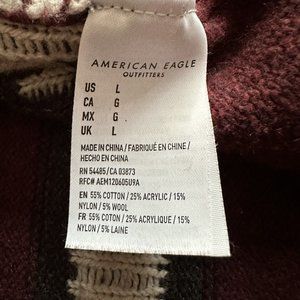 AMERICAN EAGLE
OUTFITTERS
US L
CA G
MX G
UK L
MADE IN CHINA / FABRIQUÉ EN CHINE /
HECHO EN CHINA
RN 54485/CA 03873
RFC# AEM120605U9A
EN 55% COTTON / 25% ACRYLIC / 15%
NYLON / 5% WOOL
FR 55% COTON / 25% ACRYLIQUE / 15%
NYLON / 5% LAINE